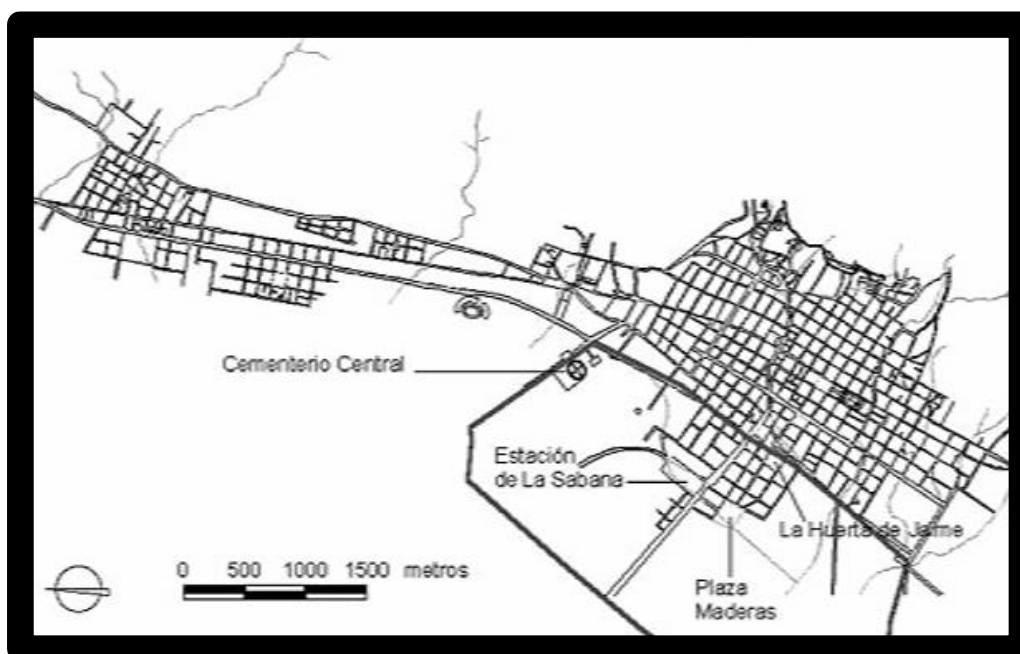 Cementerio Central
Estación
de La Sabana
La Huerta de Jaime
Plaza
Maderas
0 500 1000 1500 metros